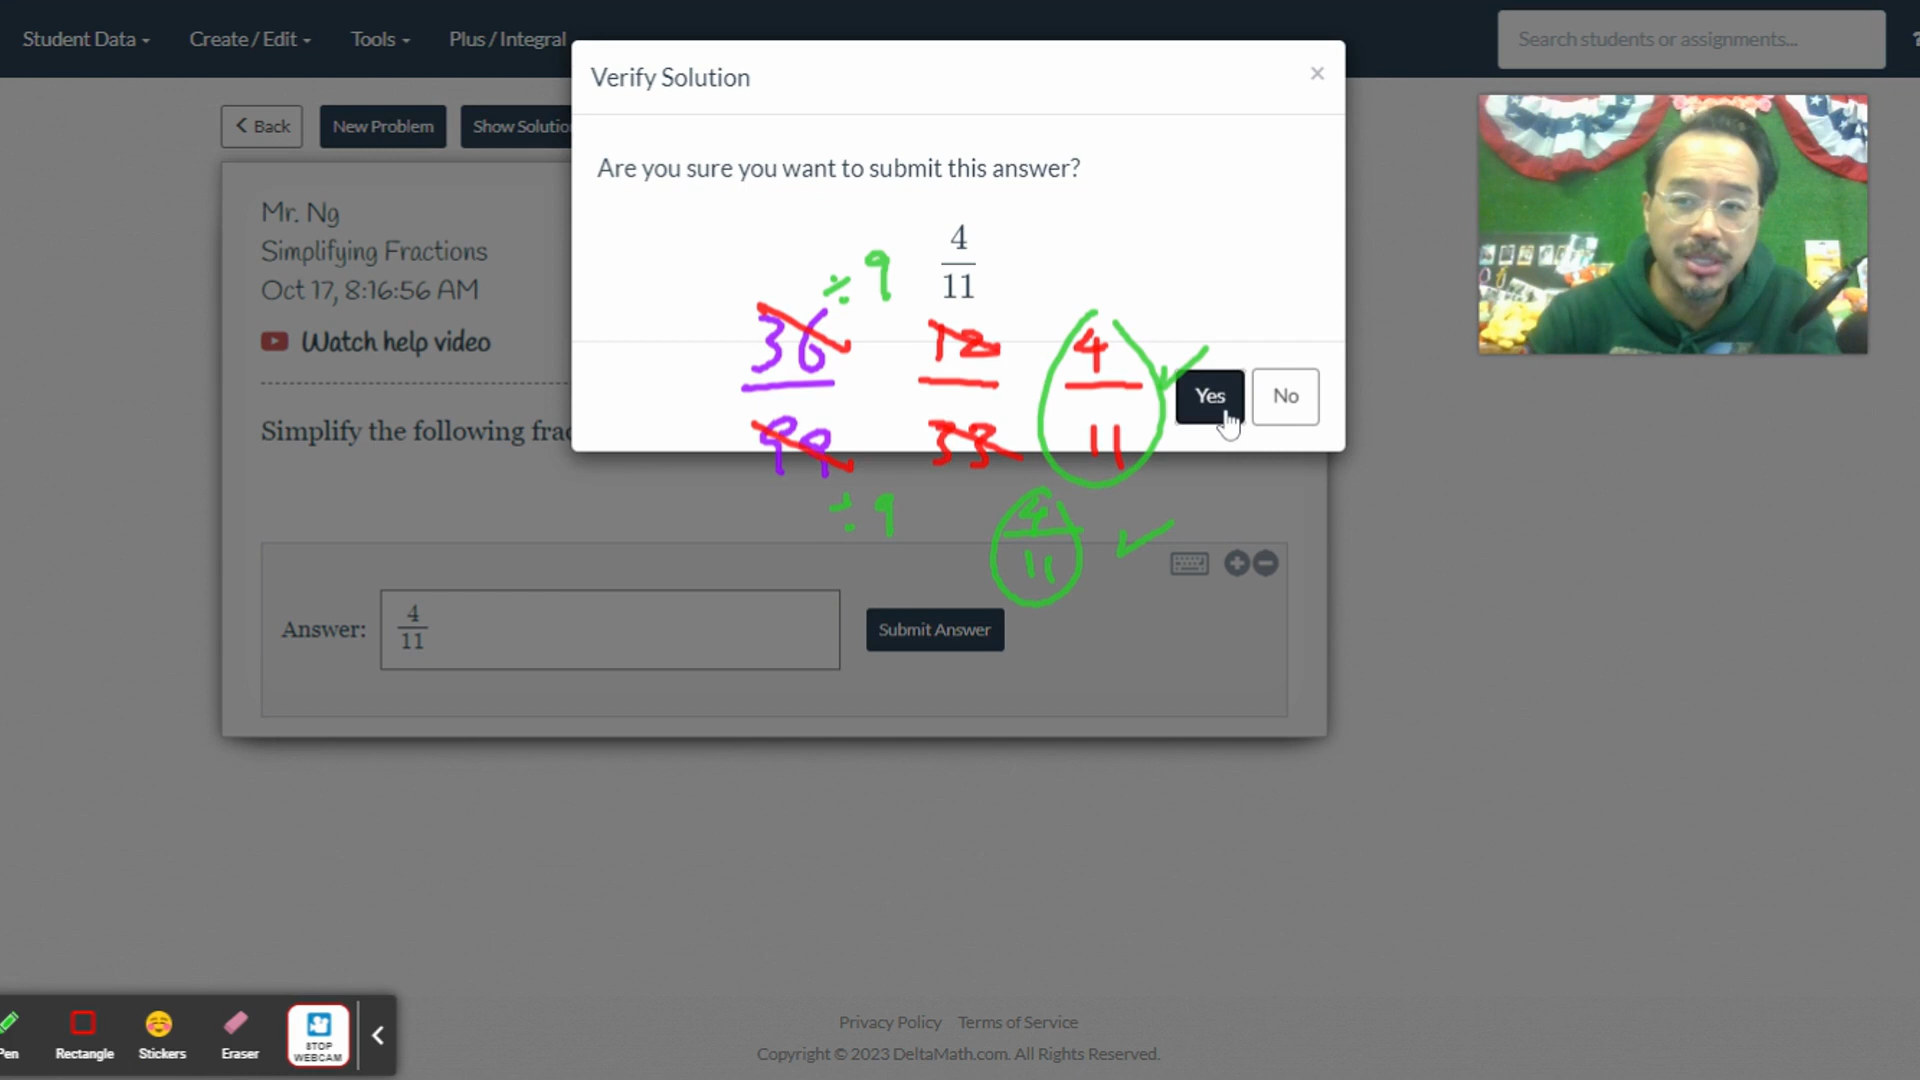 Student Data
Create / Edit
Tools
Plus / Integral
Search students or assignments...
?
Verify Solution
×
Back
New Problem
Show Solutio
Are you sure you want to submit this answer?
4
11
Mr. Ng
Simplifying Fractions
Oct 17, 8:16:56 AM
Watch help video
÷ 9
36
12
4
Yes
No
99
33
11
Simplify the following frac
÷ 9
4
11
Answer:
4
11
Submit Answer
Pen
Rectangle
Stickers
Eraser
STOP
WEBCAM
Privacy Policy
Terms of Service
Copyright © 2023 DeltaMath.com. All Rights Reserved.